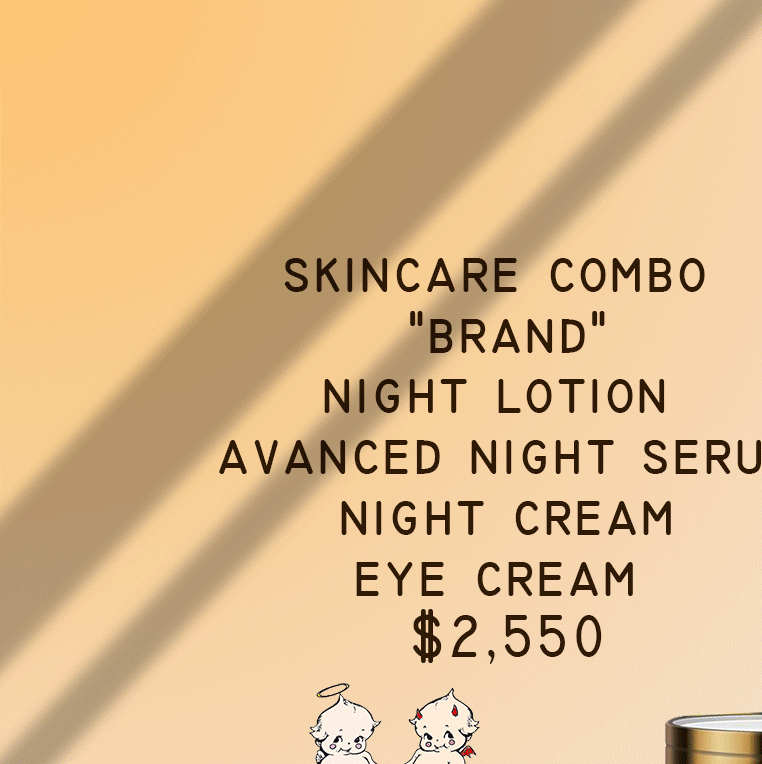 SKINCARE COMBO
"BRAND"
NIGHT LOTION
AVANCED NIGHT SERU
NIGHT CREAM
EYE CREAM
$2,550